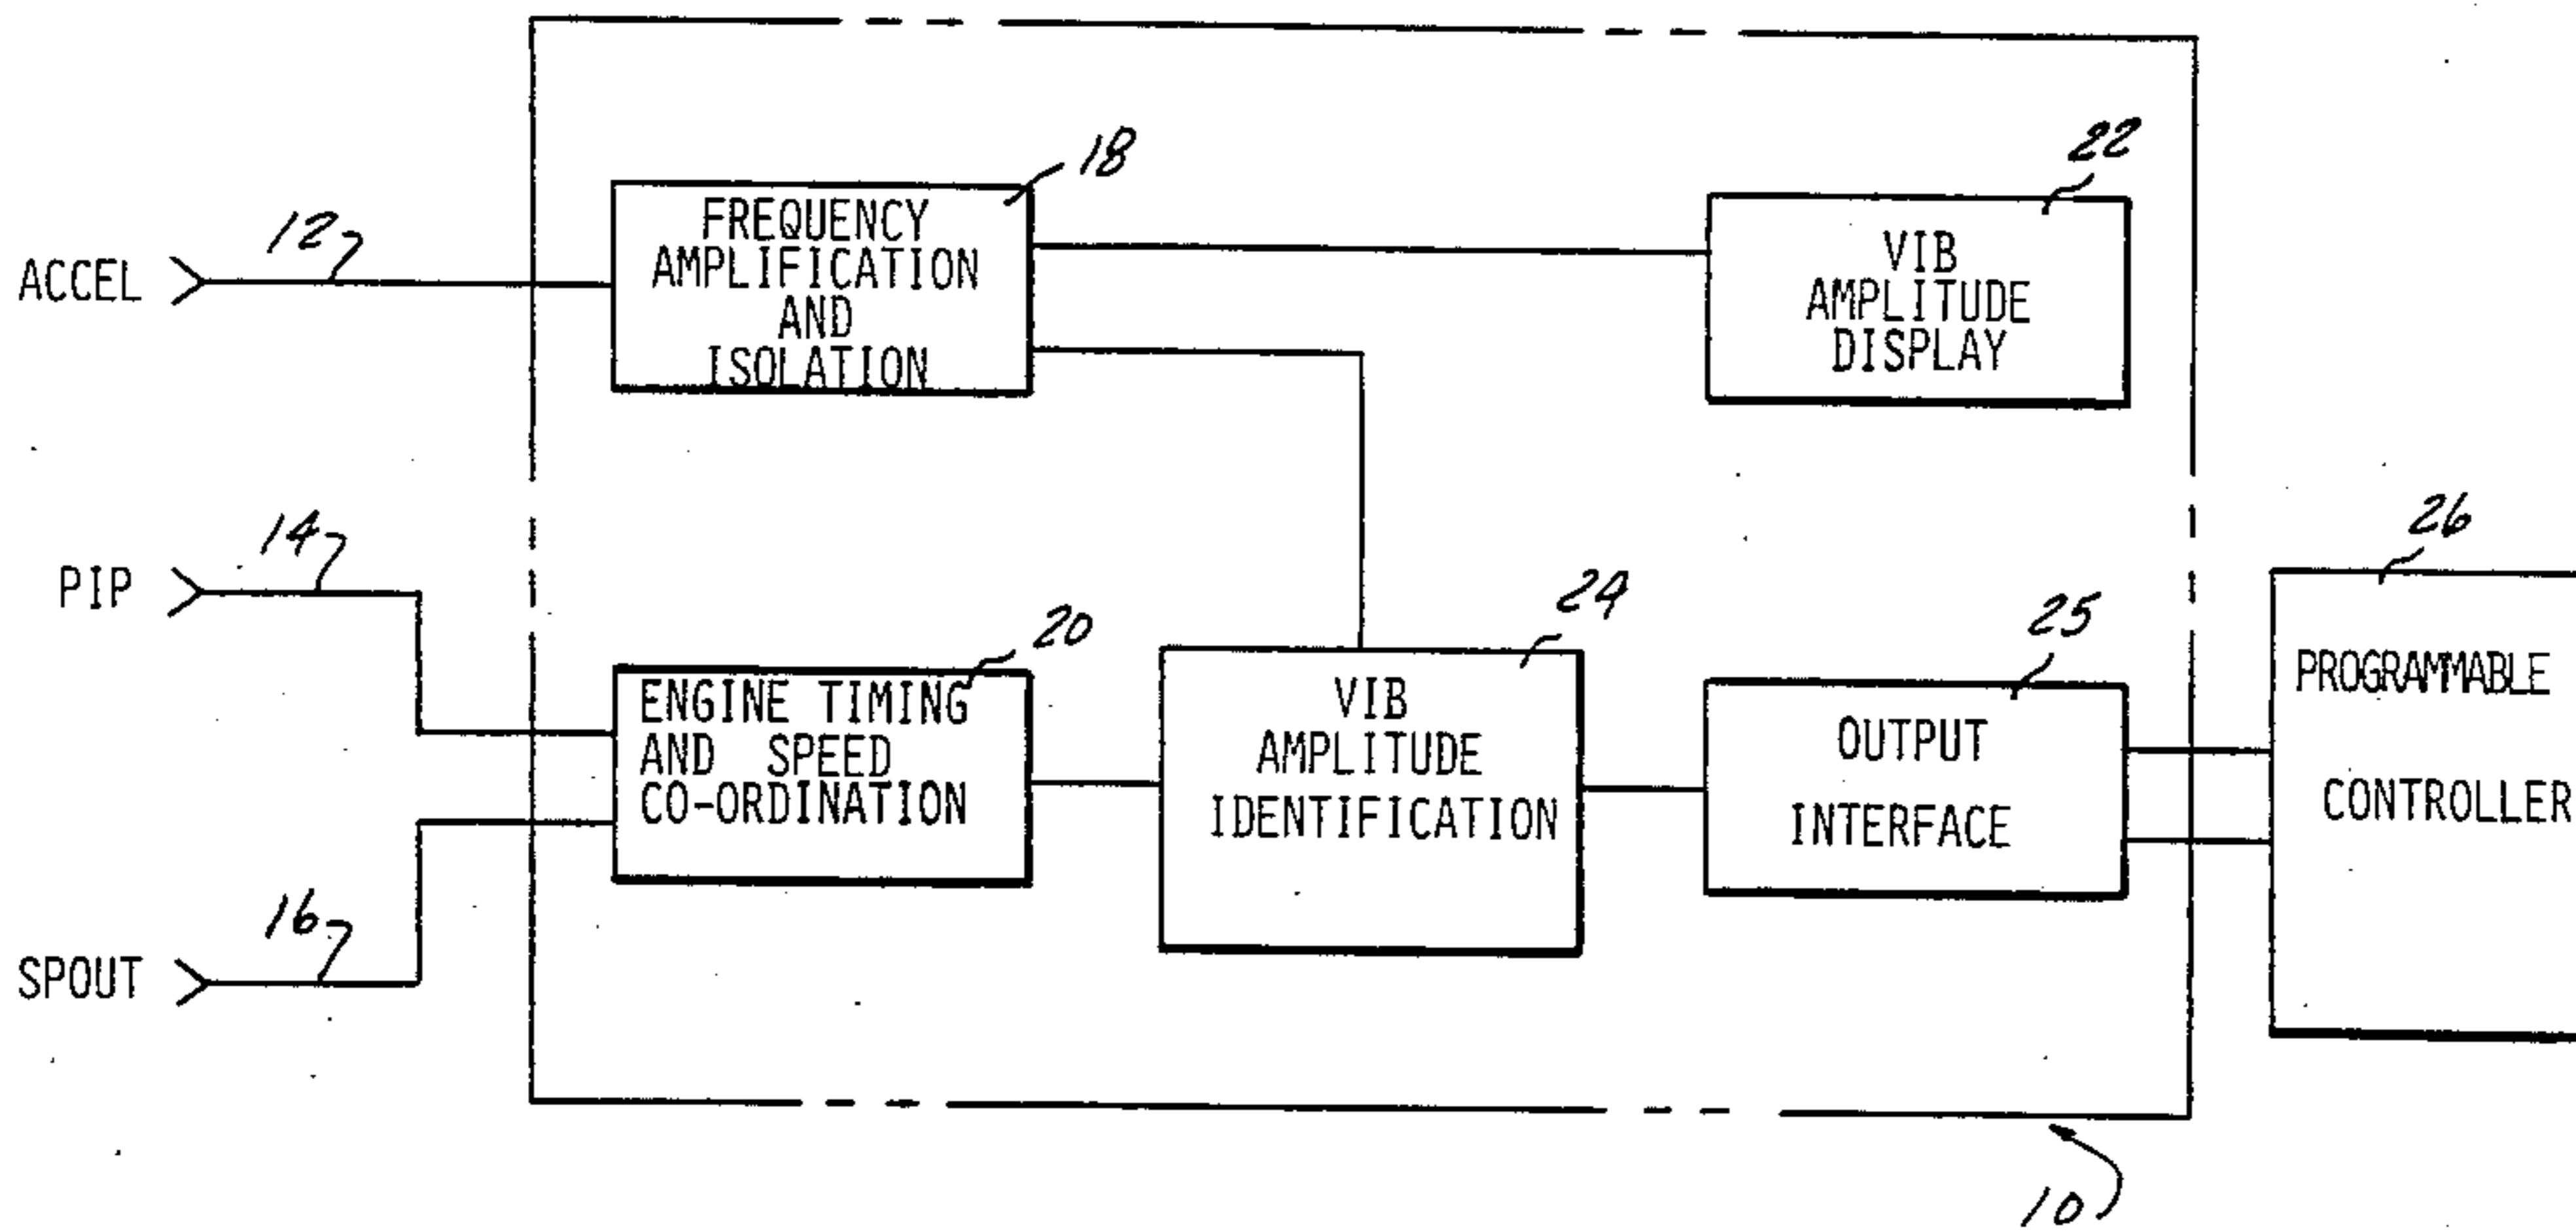 18
22
12
FREQUENCY
AMPLIFICATION
AND
ISOLATION
ACCEL
VIB
AMPLITUDE
DISPLAY
14
PIP
26
20
24
25
ENGINE TIMING
AND SPEED
CO-ORDINATION
VIB
AMPLITUDE
IDENTIFICATION
OUTPUT
INTERFACE
PROGRAMMABLE
CONTROLLER
16
SPOUT
10